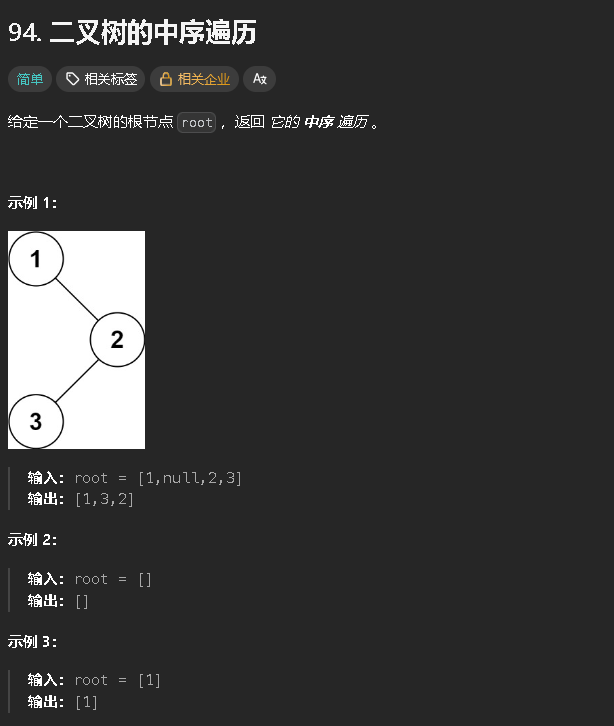 94. 二叉树的中序遍历
简单 相关标签 相关企业 A文
给定一个二叉树的根节点 root ，返回 它的 中序 遍历 。
示例 1：
1
2
3
输入：root = [1,null,2,3]
输出：[1,3,2]
示例 2：
输入：root = []
输出：[]
示例 3：
输入：root = [1]
输出：[1]